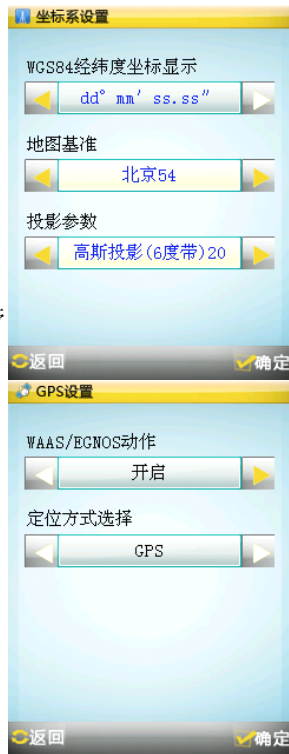 坐标系设置
WGS84经纬度坐标显示
dd° mm′ ss.ss″
地图基准
北京54
投影参数
高斯投影(6度带)20
返回 确定
GPS设置
WAAS/EGNOS动作
开启
定位方式选择
GPS
返回 确定